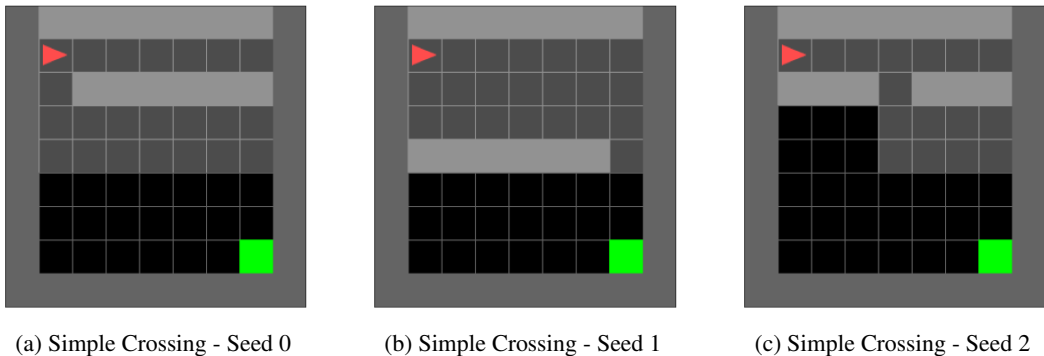 (a) Simple Crossing - Seed 0
(b) Simple Crossing - Seed 1
(c) Simple Crossing - Seed 2